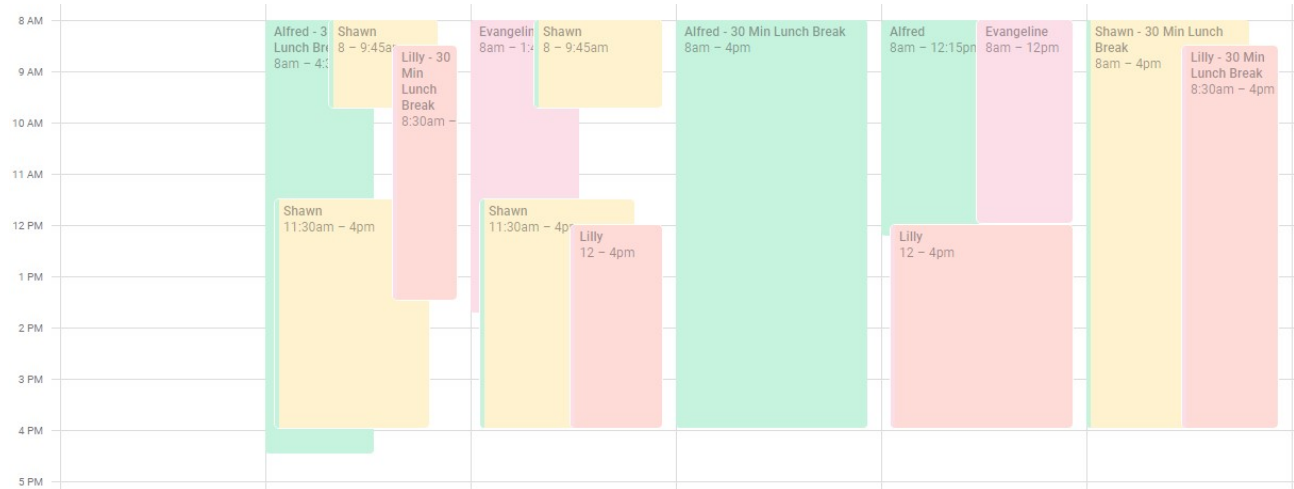 8 AM
9 AM
10 AM
11 AM
12 PM
1 PM
2 PM
3 PM
4 PM
5 PM
Alfred - 3
Lunch Bre
8am – 4:3
Shawn
8 – 9:45a
Lilly - 30
Min
Lunch
Break
8:30am –
Shawn
11:30am – 4pm
Evangelin
8am – 1:4
Shawn
8 – 9:45am
Shawn
11:30am – 4pm
Lilly
12 – 4pm
Alfred - 30 Min Lunch Break
8am – 4pm
Alfred
8am – 12:15pn
Evangeline
8am – 12pm
Lilly
12 – 4pm
Shawn - 30 Min Lunch
Break
8am – 4pm
Lilly - 30 Min
Lunch Break
8:30am – 4pm